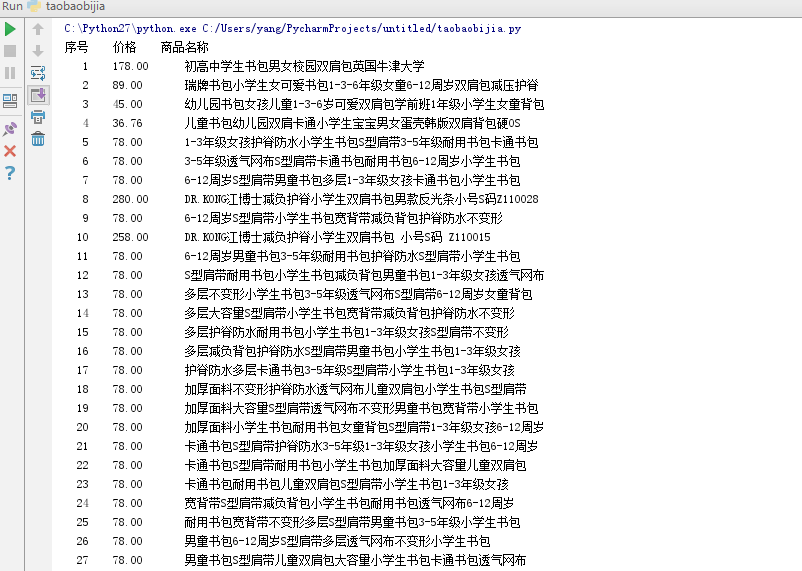 Run taobaobijia
C:\Python27\python.exe C:/Users/yang/PycharmProjects/untitled/taobaobijia.py
序号 价格 商品名称
1 178.00 初高中学生书包男女校园双肩包英国牛津大学
2 89.00 瑞牌书包小学生女可爱书包1-3-6年级女童6-12周岁双肩包减压护脊
3 45.00 幼儿园书包女孩儿童1-3-6岁可爱双肩包学前班1年级小学生女童背包
4 36.76 儿童书包幼儿园双肩卡通小学生宝宝男女蛋壳韩版双肩背包硬OS
5 78.00 1-3年级女孩护脊防水小学生书包S型肩带3-5年级耐用书包卡通书包
6 78.00 3-5年级透气网布S型肩带卡通书包耐用书包6-12周岁小学生书包
7 78.00 6-12周岁S型肩带男童书包多层1-3年级女孩卡通书包小学生书包
8 280.00 DR.KONG江博士减负护脊小学生双肩书包男款反光条小号S码Z110028
9 78.00 6-12周岁S型肩带小学生书包宽背带减负背包护脊防水不变形
10 258.00 DR.KONG江博士减负护脊小学生双肩书包 小号S码 Z110015
11 78.00 6-12周岁男童书包3-5年级耐用书包护脊防水S型肩带小学生书包
12 78.00 S型肩带耐用书包小学生书包减负背包男童书包1-3年级女孩透气网布
13 78.00 多层不变形小学生书包3-5年级透气网布S型肩带6-12周岁女童背包
14 78.00 多层大容量S型肩带小学生书包宽背带减负背包护脊防水不变形
15 78.00 多层护脊防水耐用书包小学生书包1-3年级女孩S型肩带不变形
16 78.00 多层减负背包护脊防水S型肩带男童书包小学生书包1-3年级女孩
17 78.00 护脊防水多层卡通书包3-5年级S型肩带小学生书包1-3年级女孩
18 78.00 加厚面料不变形护脊防水透气网布儿童双肩包小学生书包S型肩带
19 78.00 加厚面料大容量S型肩带透气网布不变形男童书包宽背带小学生书包
20 78.00 加厚面料小学生书包耐用书包女童背包S型肩带1-3年级女孩6-12周岁
21 78.00 卡通书包S型肩带护脊防水3-5年级1-3年级女孩小学生书包6-12周岁
22 78.00 卡通书包S型肩带耐用书包小学生书包加厚面料大容量儿童双肩包
23 78.00 卡通书包耐用书包儿童双肩包S型肩带小学生书包1-3年级女孩
24 78.00 宽背带S型肩带减负背包小学生书包耐用书包透气网布6-12周岁
25 78.00 耐用书包宽背带不变形多层S型肩带男童书包3-5年级小学生书包
26 78.00 男童书包6-12周岁S型肩带多层透气网布不变形小学生书包
27 78.00 男童书包S型肩带儿童双肩包大容量小学生书包卡通书包透气网布